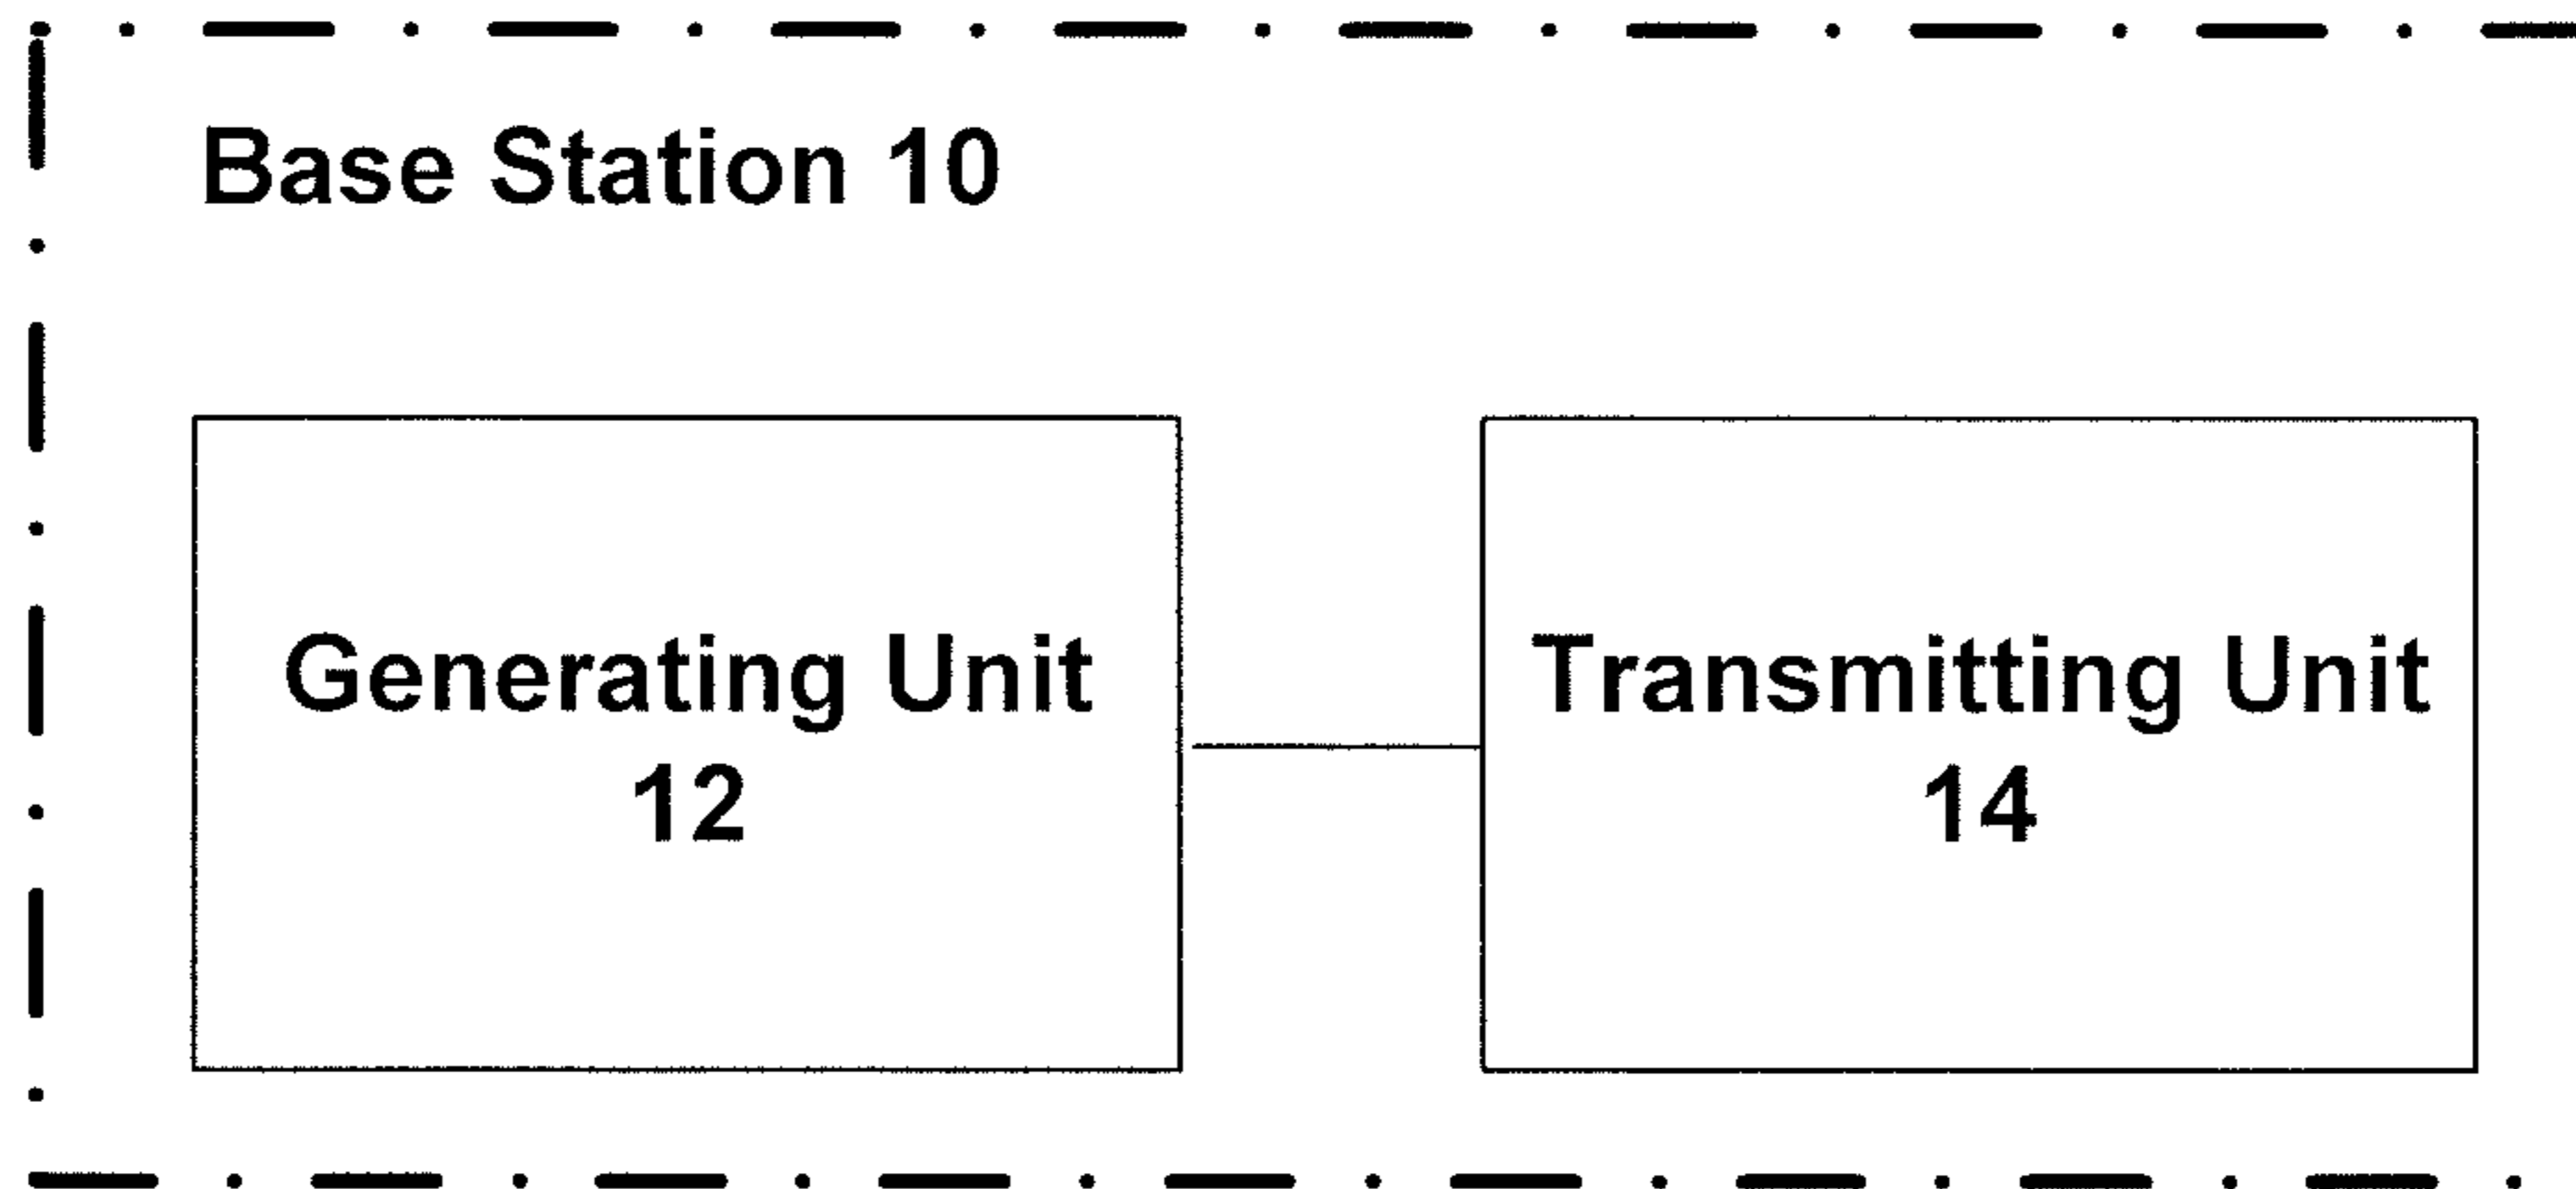 Base Station 10
Generating Unit
12
Transmitting Unit
14